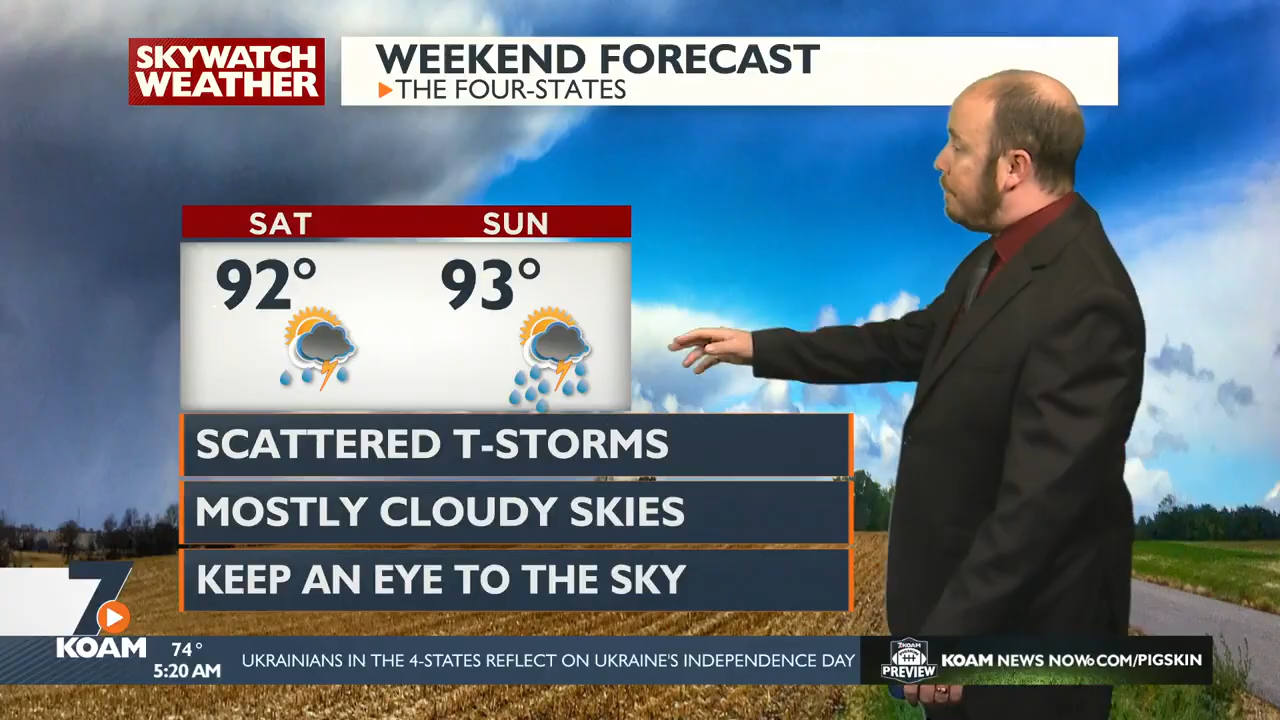 SKYWATCH
WEATHER
WEEKEND FORECAST
THE FOUR-STATES
SAT
SUN
92°
93°
SCATTERED T-STORMS
MOSTLY CLOUDY SKIES
KEEP AN EYE TO THE SKY
7
KOAM
74°
5:20 AM
UKRAINIANS IN THE 4-STATES REFLECT ON UKRAINE'S INDEPENDENCE DAY
7KOAM
PREVIEW
KOAM NEWS NOW.COM/PIGSKIN